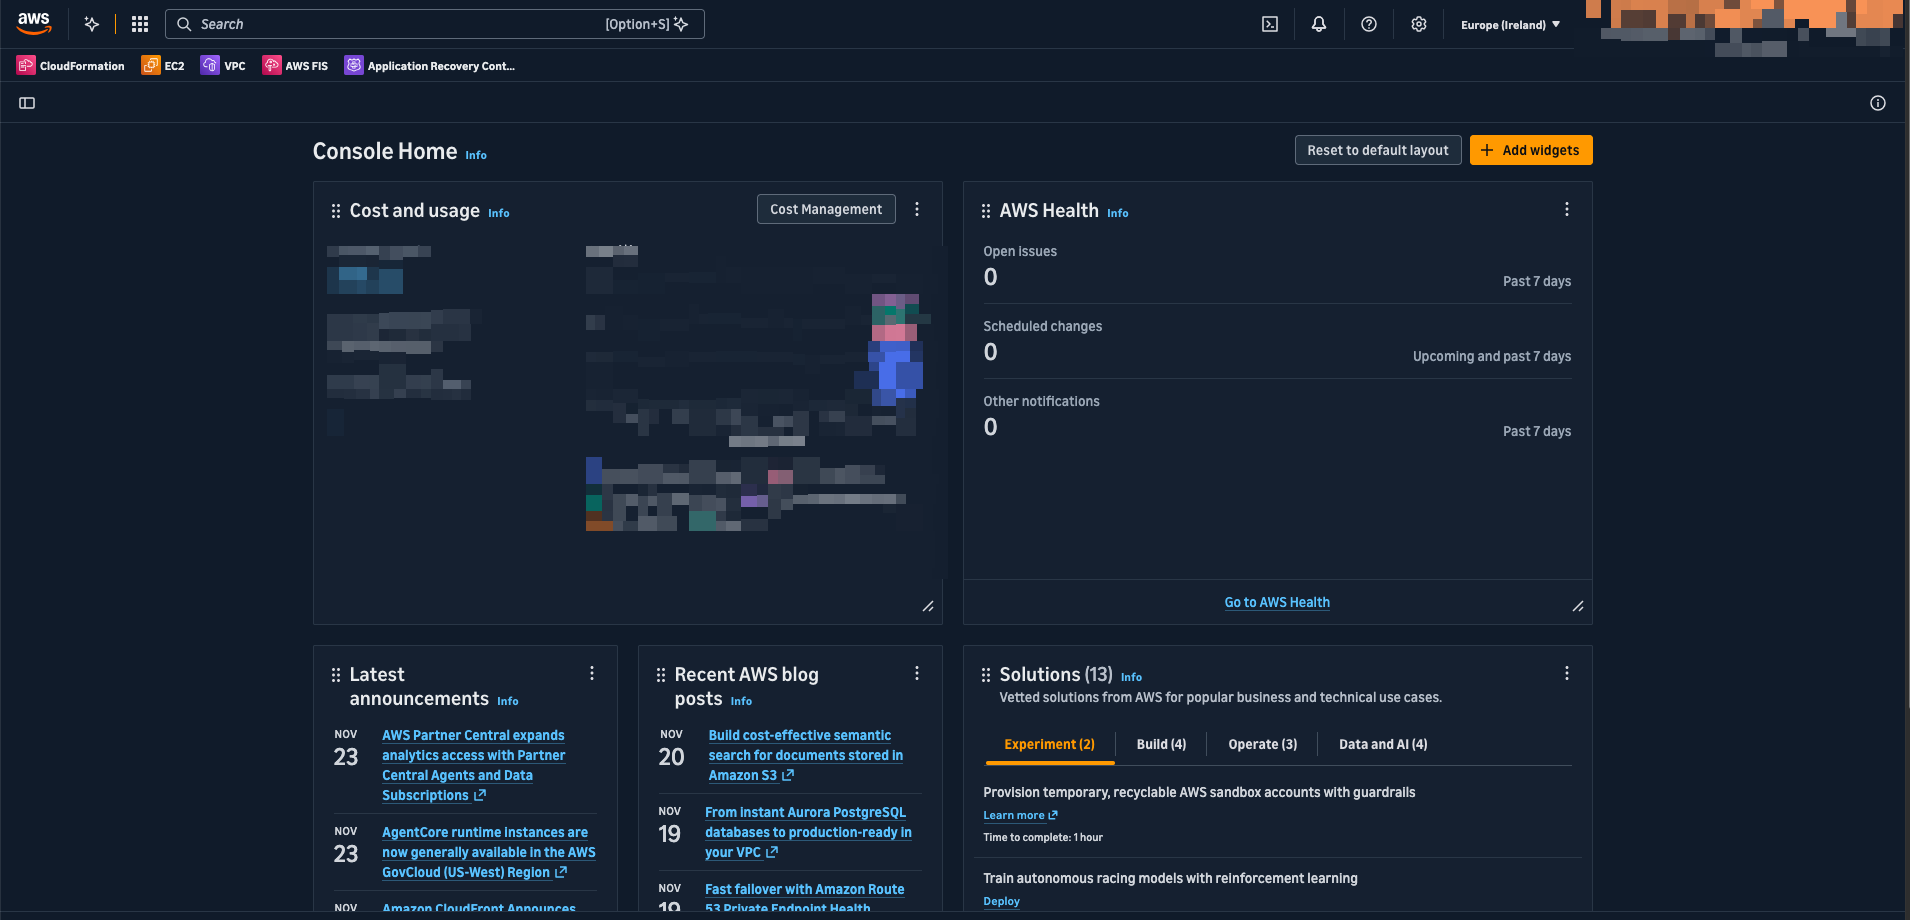 aws
Search
[Option+S]
Europe (Ireland)
CloudFormation
EC2
VPC
AWS FIS
Application Recovery Cont...
Console Home Info
Reset to default layout
Add widgets
Cost and usage Info
Cost Management
AWS Health Info
Open issues
0
Past 7 days
Scheduled changes
0
Upcoming and past 7 days
Other notifications
0
Past 7 days
Go to AWS Health
Latest
announcements Info
NOV
23
AWS Partner Central expands
analytics access with Partner
Central Agents and Data
Subscriptions
NOV
23
AgentCore runtime instances are
now generally available in the AWS
GovCloud (US-West) Region
NOV
Amazon CloudFront Announces
Recent AWS blog
posts Info
NOV
20
Build cost-effective semantic
search for documents stored in
Amazon S3
NOV
19
From instant Aurora PostgreSQL
databases to production-ready in
your VPC
NOV
19
Fast failover with Amazon Route
53 Private Endpoint Health
Solutions (13) Info
Vetted solutions from AWS for popular business and technical use cases.
Experiment (2)
Build (4)
Operate (3)
Data and AI (4)
Provision temporary, recyclable AWS sandbox accounts with guardrails
Learn more
Time to complete: 1 hour
Train autonomous racing models with reinforcement learning
Deploy